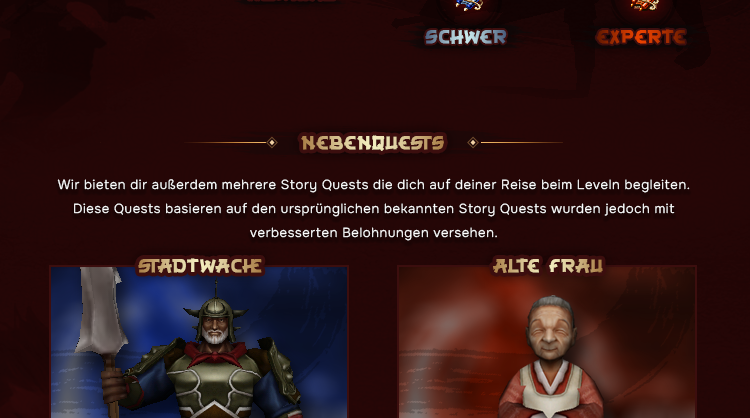 SCHWER EXPERTE
NEBENQUESTS
Wir bieten dir außerdem mehrere Story Quests die dich auf deiner Reise beim Leveln begleiten.
Diese Quests basieren auf den ursprünglichen bekannten Story Quests wurden jedoch mit
verbesserten Belohnungen versehen.
STADTWACHE ALTE FRAU